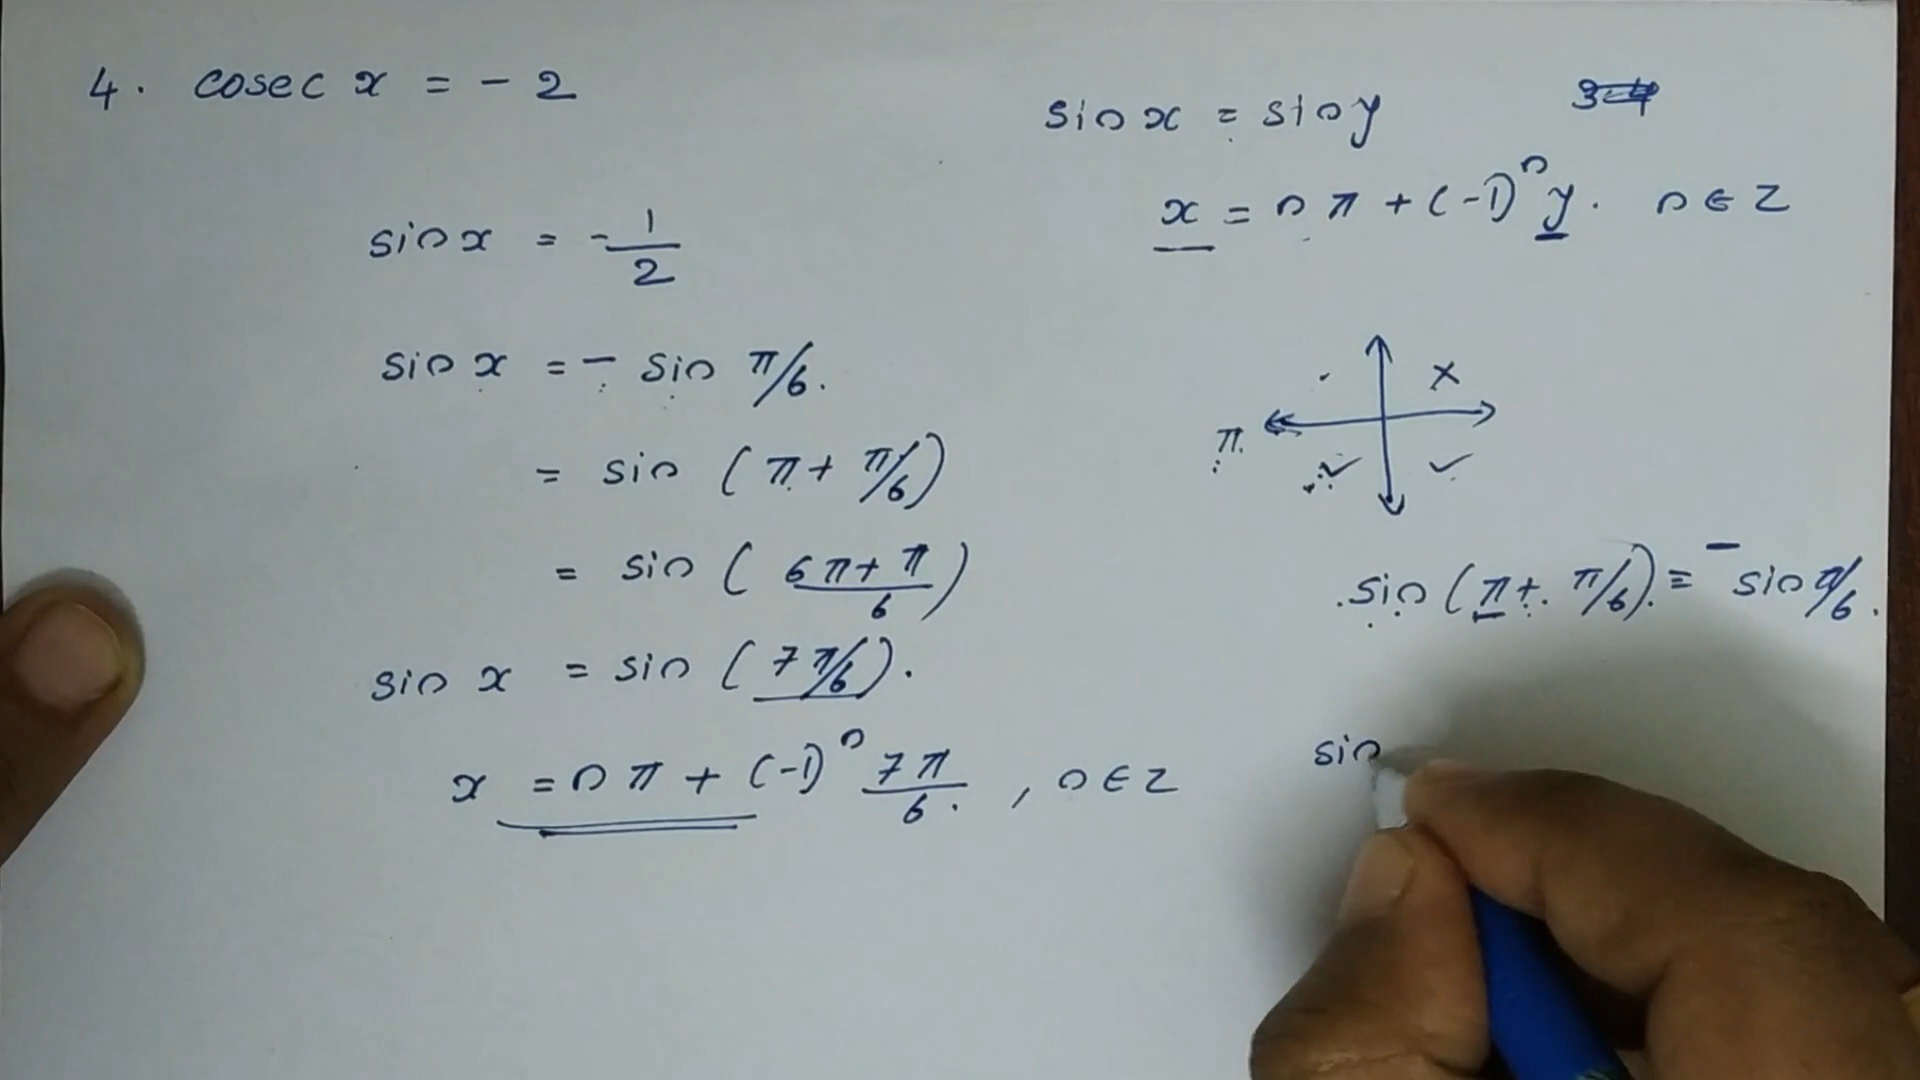 4. cosec x = - 2
sin x = - 1/2
sin x = - sin π/6.
= sin (π + π/6)
= sin (6π + π / 6)
sin x = sin (7π/6).
x = nπ + (-1)ⁿ 7π/6. , n ∈ Z
sin x = sin y
x = nπ + (-1)ⁿ y. n ∈ Z
π
sin (π + π/6) = - sin π/6.
sin